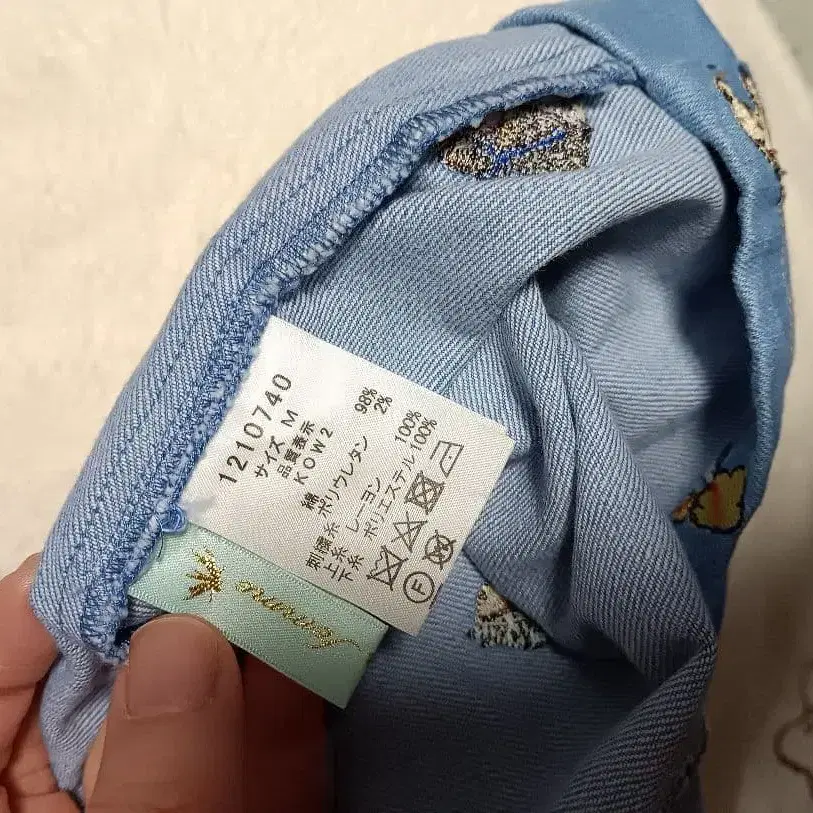 1210740
サイズ M
品質表示
KOW2
綿 98%
ポリウレタン 2%
刺繍糸
上糸 レーヨン 100%
下糸 ポリエステル 100%
F